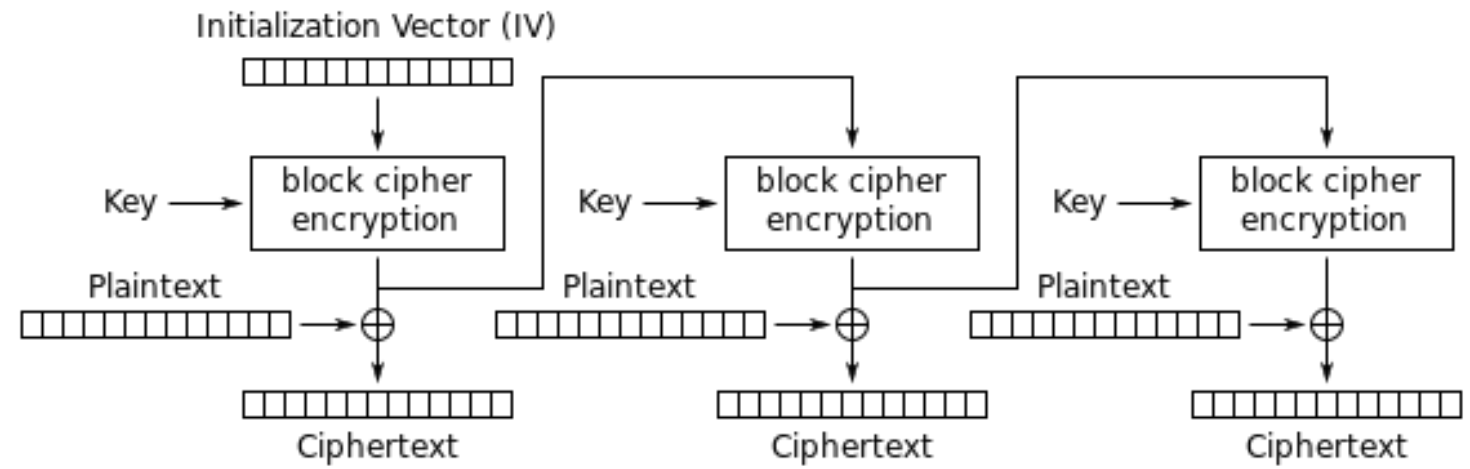 Initialization Vector (IV)
Key
block cipher
encryption
Key
block cipher
encryption
Key
block cipher
encryption
Plaintext
Plaintext
Plaintext
Ciphertext
Ciphertext
Ciphertext